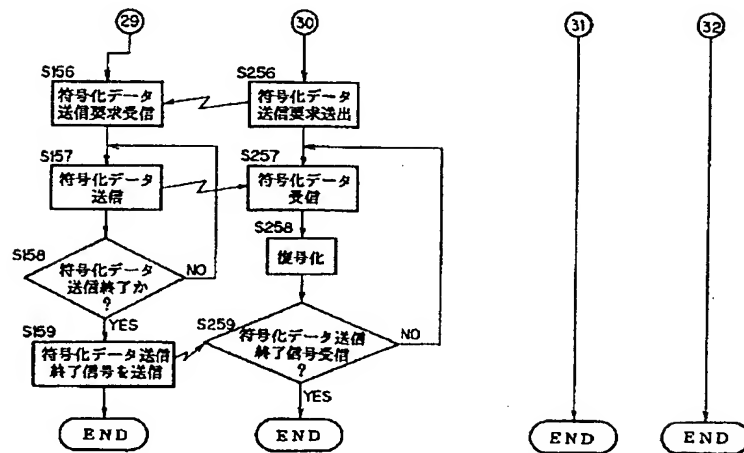 29
30
31
32
S156
符号化データ
送信要求受信
S256
符号化データ
送信要求送出
S157
符号化データ
送信
S257
符号化データ
受信
S258
復号化
S158
符号化データ
送信終了か
?
NO
YES
S159
符号化データ送信
終了信号を送信
S259
符号化データ送信
終了信号受信
?
NO
YES
END
END
END
END